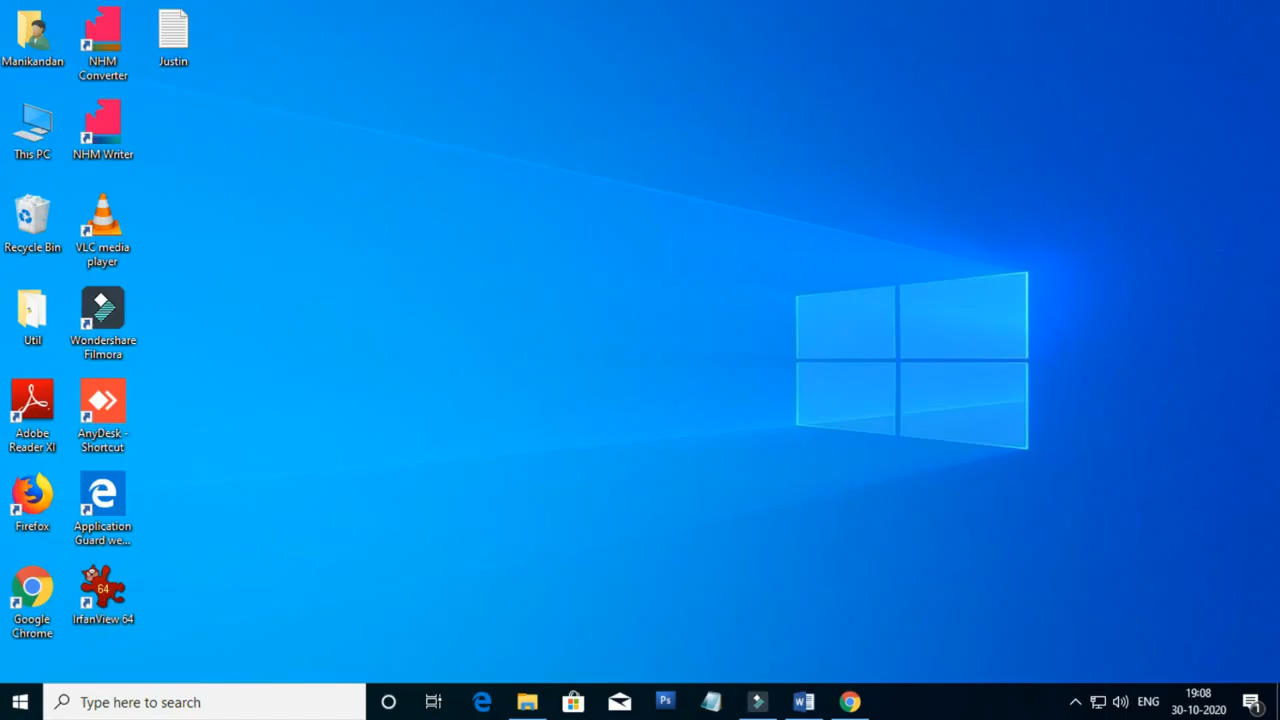 Manikandan
NHM
Converter
Justin
This PC
NHM Writer
Recycle Bin
VLC media
player
Util
Wondershare
Filmora
Adobe
Reader XI
AnyDesk -
Shortcut
Firefox
Application
Guard we...
Google
Chrome
64
IrfanView 64
Type here to search
Ps
W
ENG
19:08
30-10-2020
1